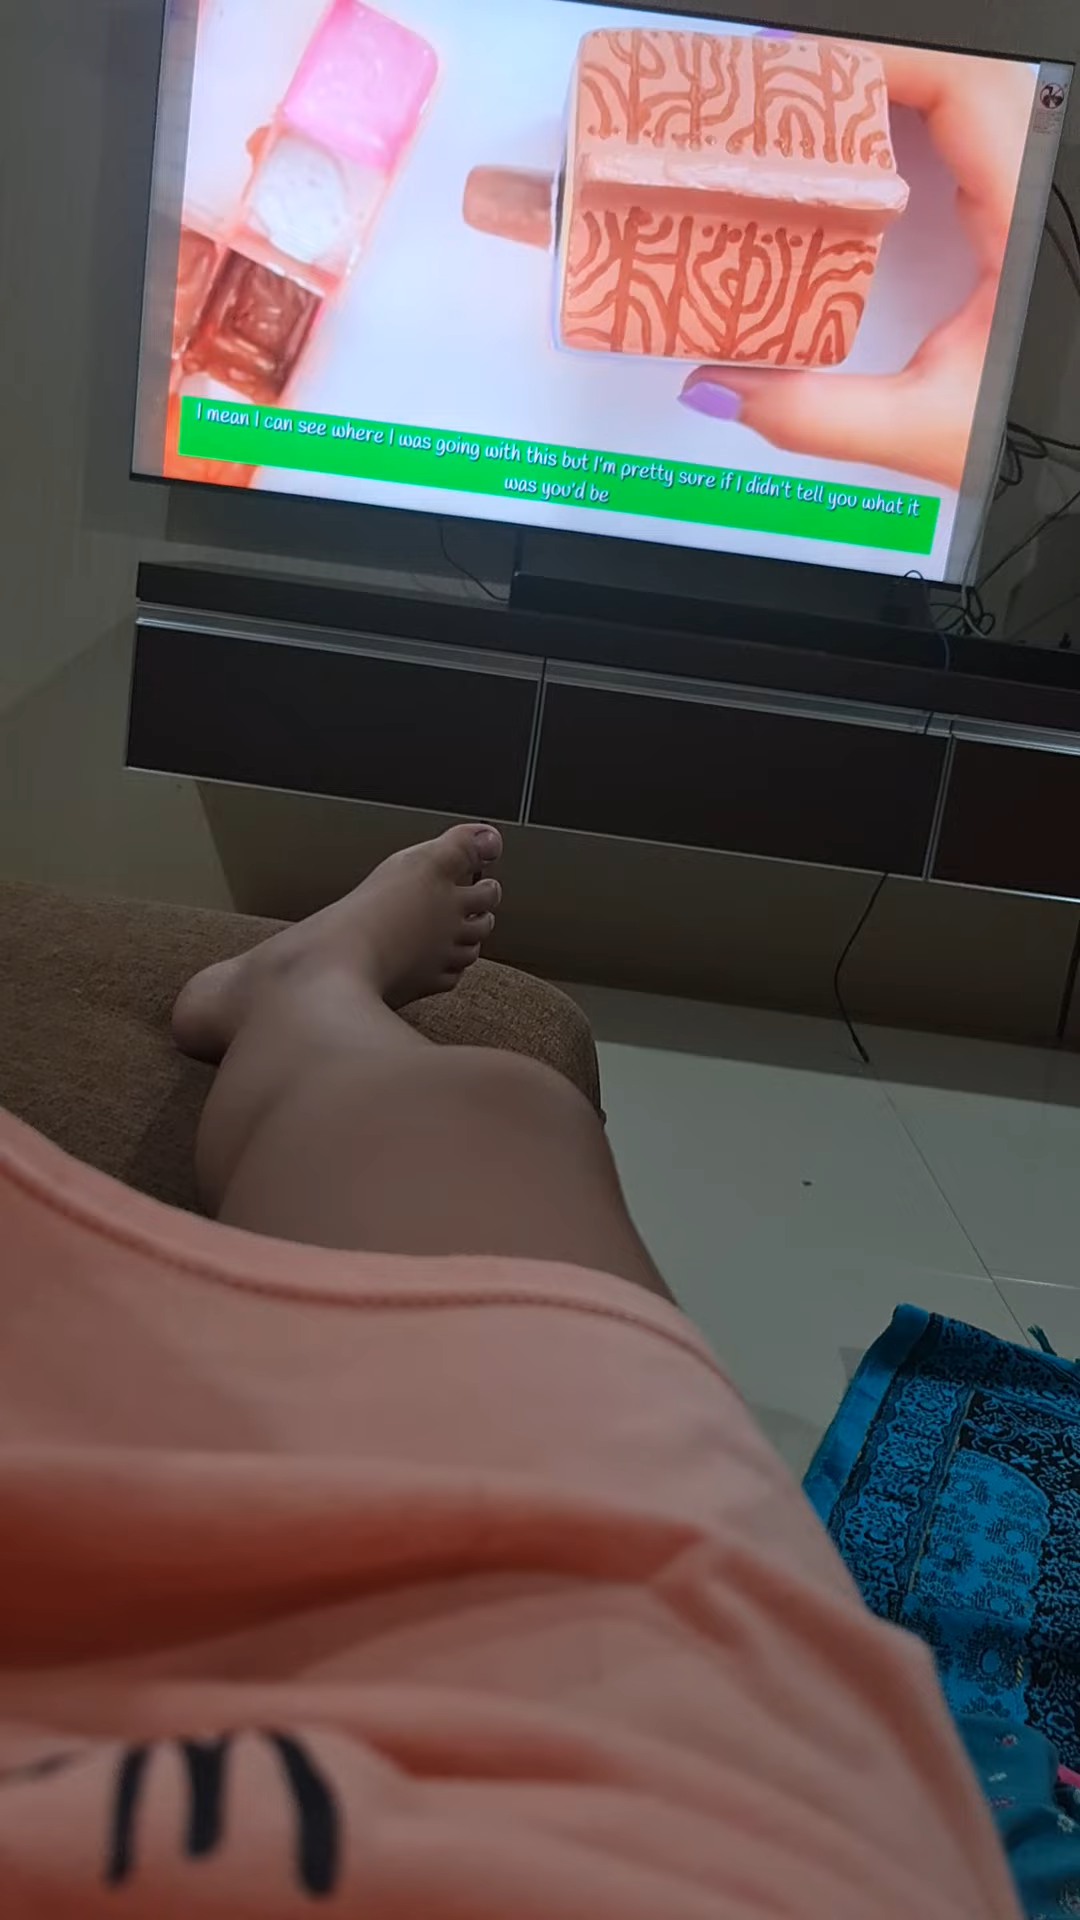 I mean I can see where I was going with this but I'm pretty sure if I didn't tell you what it
was you'd be